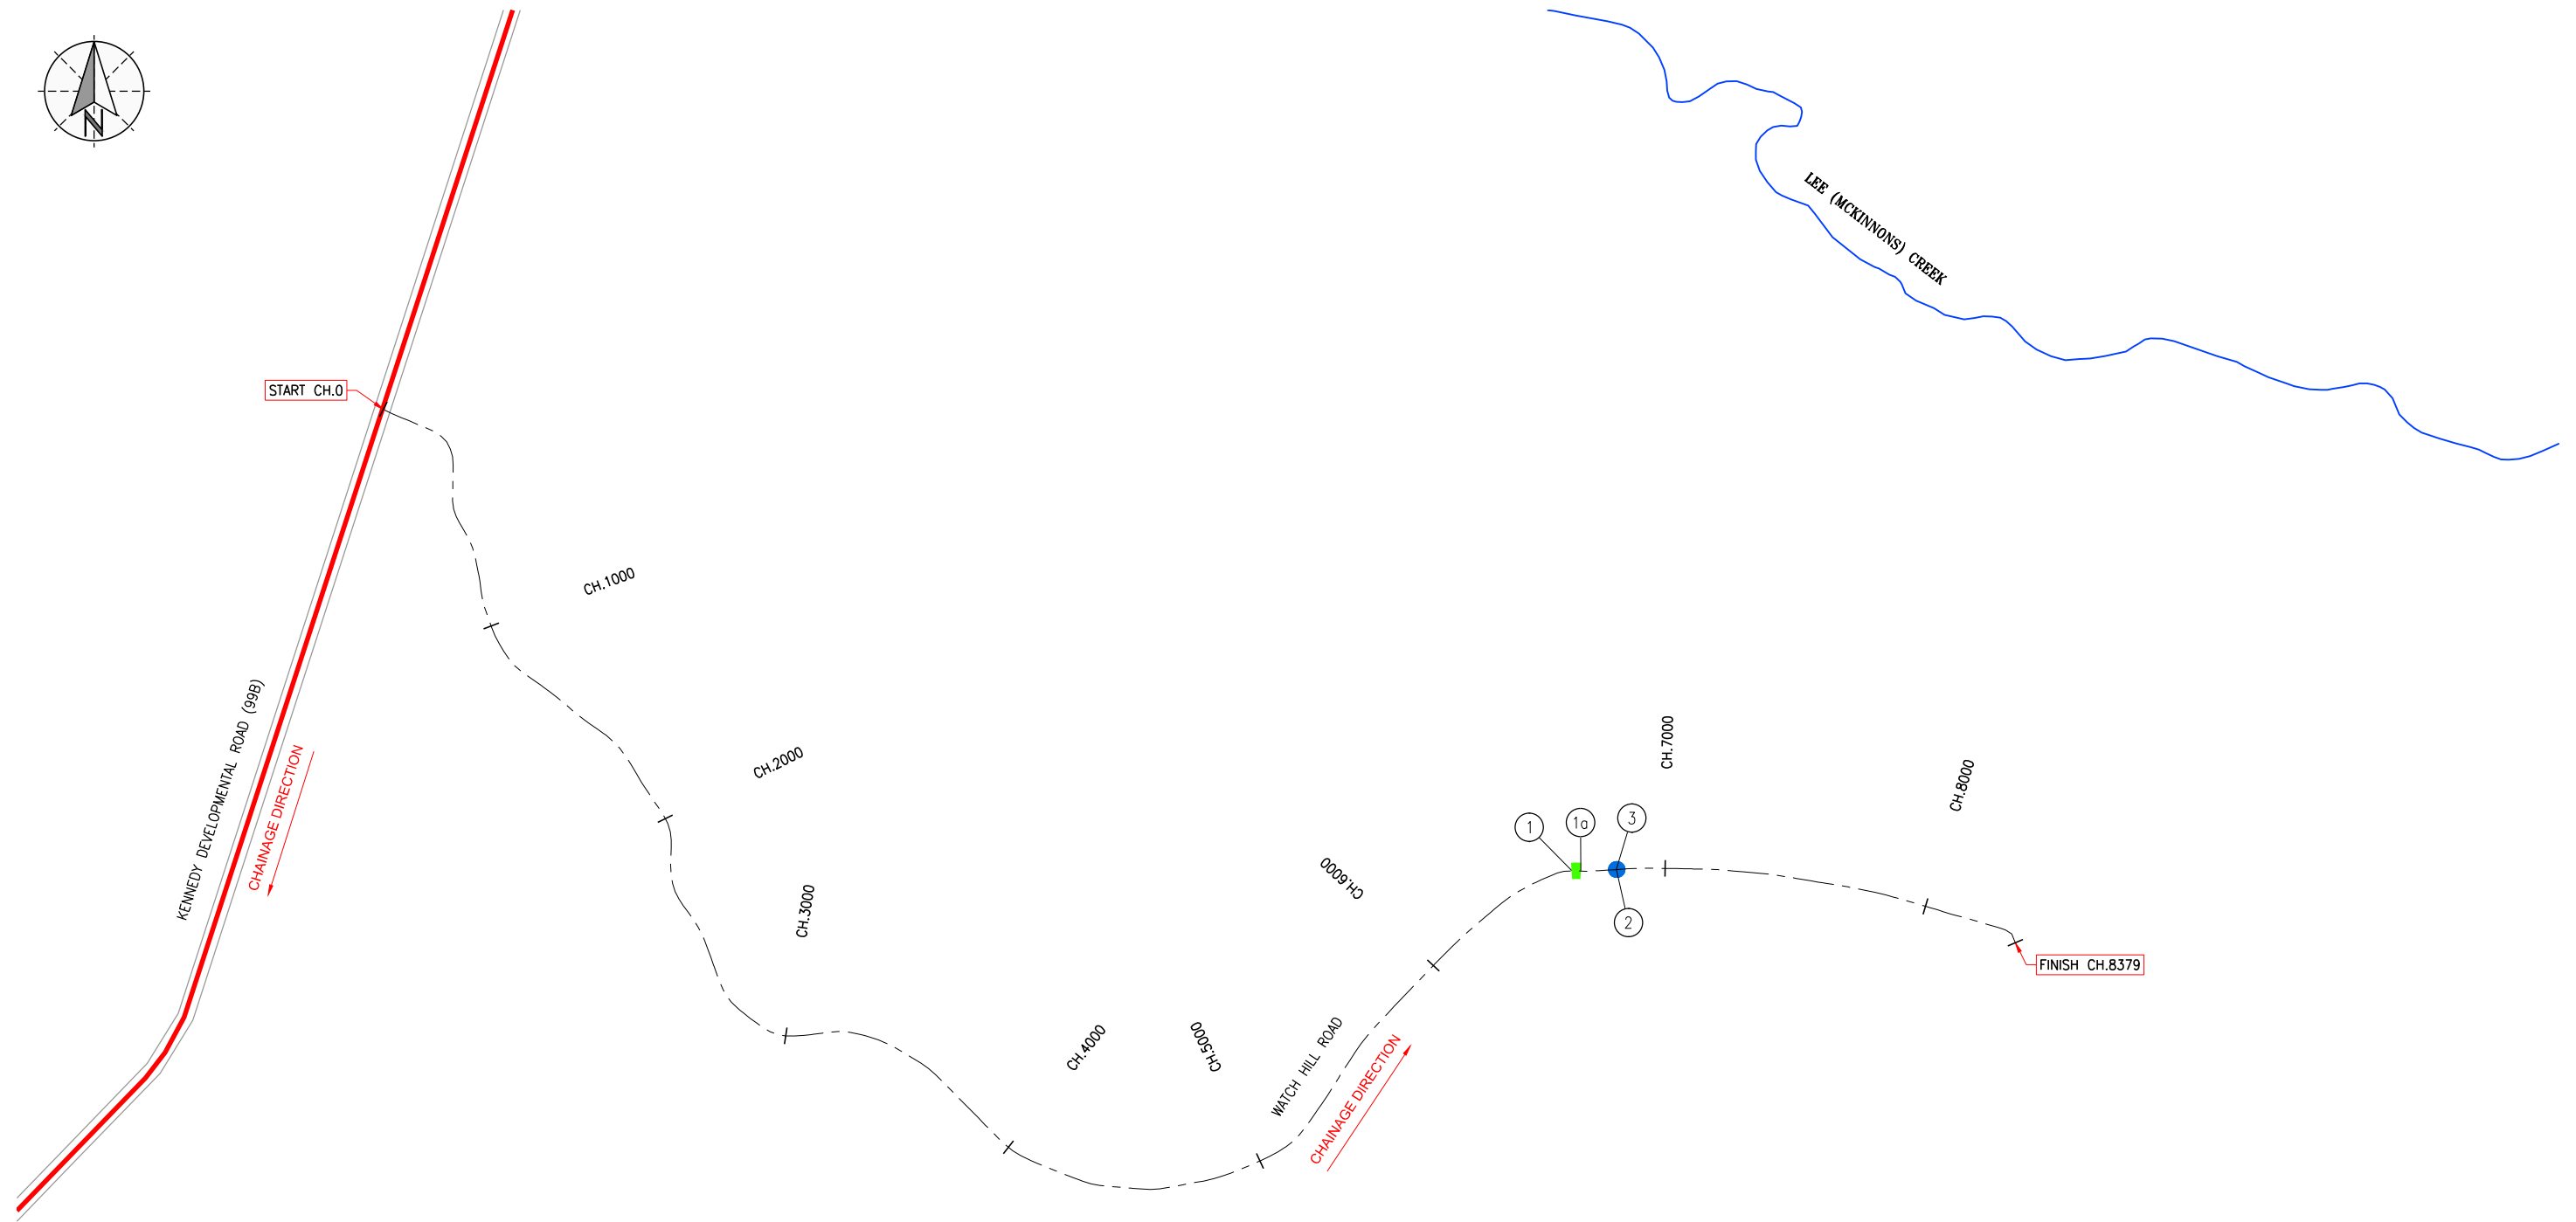 N
LEE (MCKINNONS) CREEK
START CH.0
CH.1000
KENNEDY DEVELOPMENTAL ROAD (99B)
CHAINAGE DIRECTION
CH.2000
CH.3000
CH.4000
CH.5000
WATCH HILL ROAD
CHAINAGE DIRECTION
CH.6000
1
1a
3
2
CH.7000
CH.8000
FINISH CH.8379